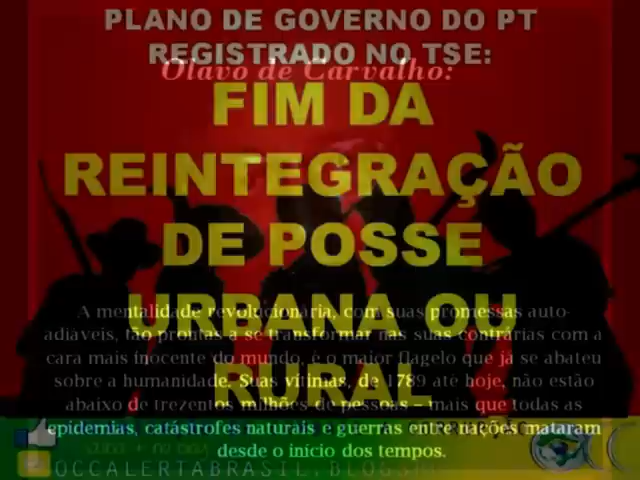 PLANO DE GOVERNO DO PT
REGISTRADO NO TSE:
Olavo de Carvalho:
FIM DA
REINTEGRAÇÃO
DE POSSE
URBANA OU
RURAL
A mentalidade revolucionária, com suas promessas auto-
adiáveis, tão prontas a se transformar nas suas contrárias com a
cara mais inocente do mundo, é o maior flagelo que já se abateu
sobre a humanidade. Suas vítimas, de 1789 até hoje, não estão
abaixo de trezentos milhões de pessoas – mais que todas as
epidemias, catástrofes naturais e guerras entre nações mataram
desde o início dos tempos.
OCCALERTABRASIL.BLOGSPO